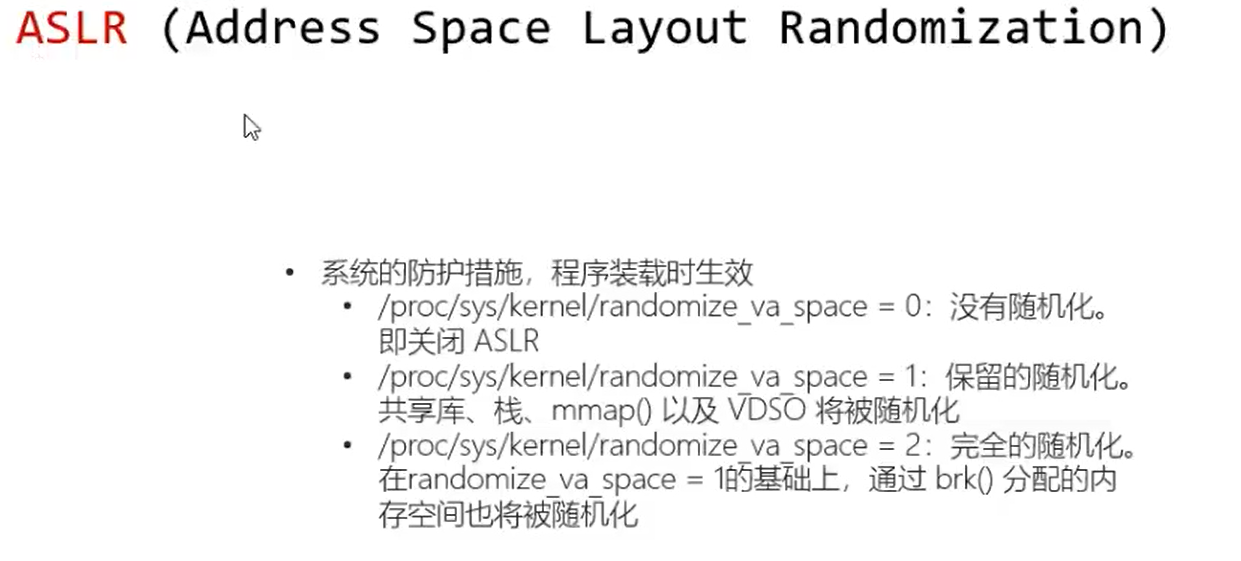 ASLR (Address Space Layout Randomization)
• 系统的防护措施，程序装载时生效
• /proc/sys/kernel/randomize_va_space = 0：没有随机化。
即关闭 ASLR
• /proc/sys/kernel/randomize_va_space = 1：保留的随机化。
共享库、栈、mmap() 以及 VDSO 将被随机化
• /proc/sys/kernel/randomize_va_space = 2：完全的随机化。
在randomize_va_space = 1的基础上，通过 brk() 分配的内
存空间也将被随机化